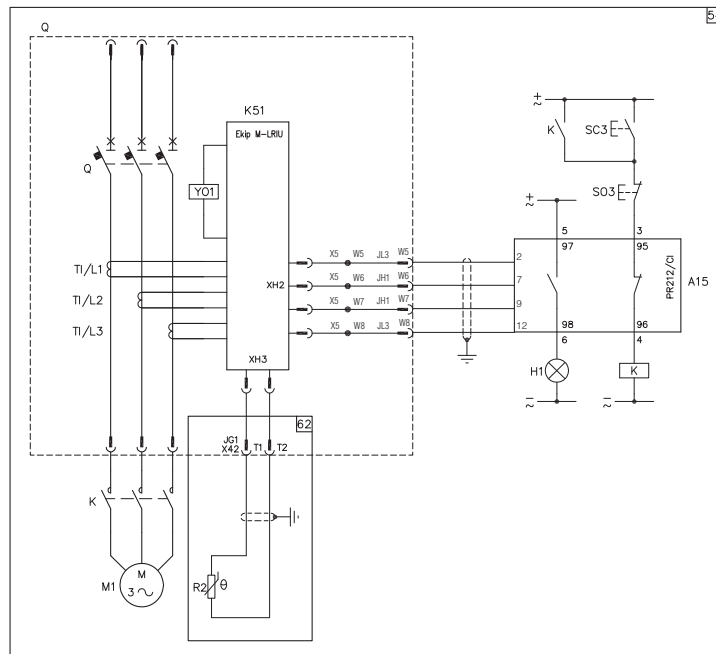 5
Q
K51
Ekip M-LRIU
K
SC3
Q
YO1
SO3
5
3
97
95
TI/L1
X5 W5 JL3 W5
2
XH2
X5 W6 JH1 W6
7
PR212/CI
A15
TI/L2
X5 W7 JH1 W7
9
TI/L3
X5 W8 JL3 W8
12
98
96
XH3
6
4
H1
K
62
JG1
X42
T1
T2
K
M1
M
3
R2
θ